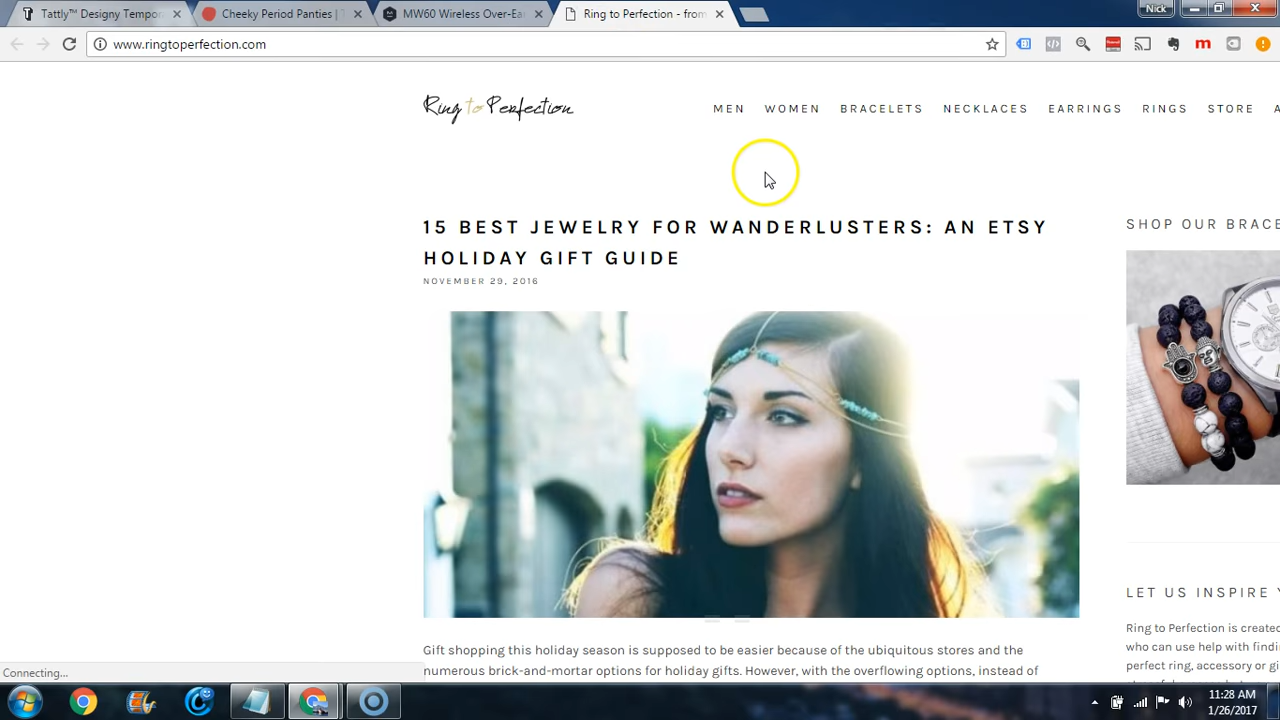 Tattly™ Designy Tempo
Cheeky Period Panties | T
MW60 Wireless Over-Ea
Ring to Perfection - from
Nick
www.ringtoperfection.com
Ring to Perfection
MEN WOMEN BRACELETS NECKLACES EARRINGS RINGS STORE A
15 BEST JEWELRY FOR WANDERLUSTERS: AN ETSY
HOLIDAY GIFT GUIDE
NOVEMBER 29, 2016
SHOP OUR BRACE
LET US INSPIRE Y
Ring to Perfection is create
who can use help with findin
perfect ring, accessory or gi
Gift shopping this holiday season is supposed to be easier because of the ubiquitous stores and the
numerous brick-and-mortar options for holiday gifts. However, with the overflowing options, instead of
Connecting...
11:28 AM
1/26/2017